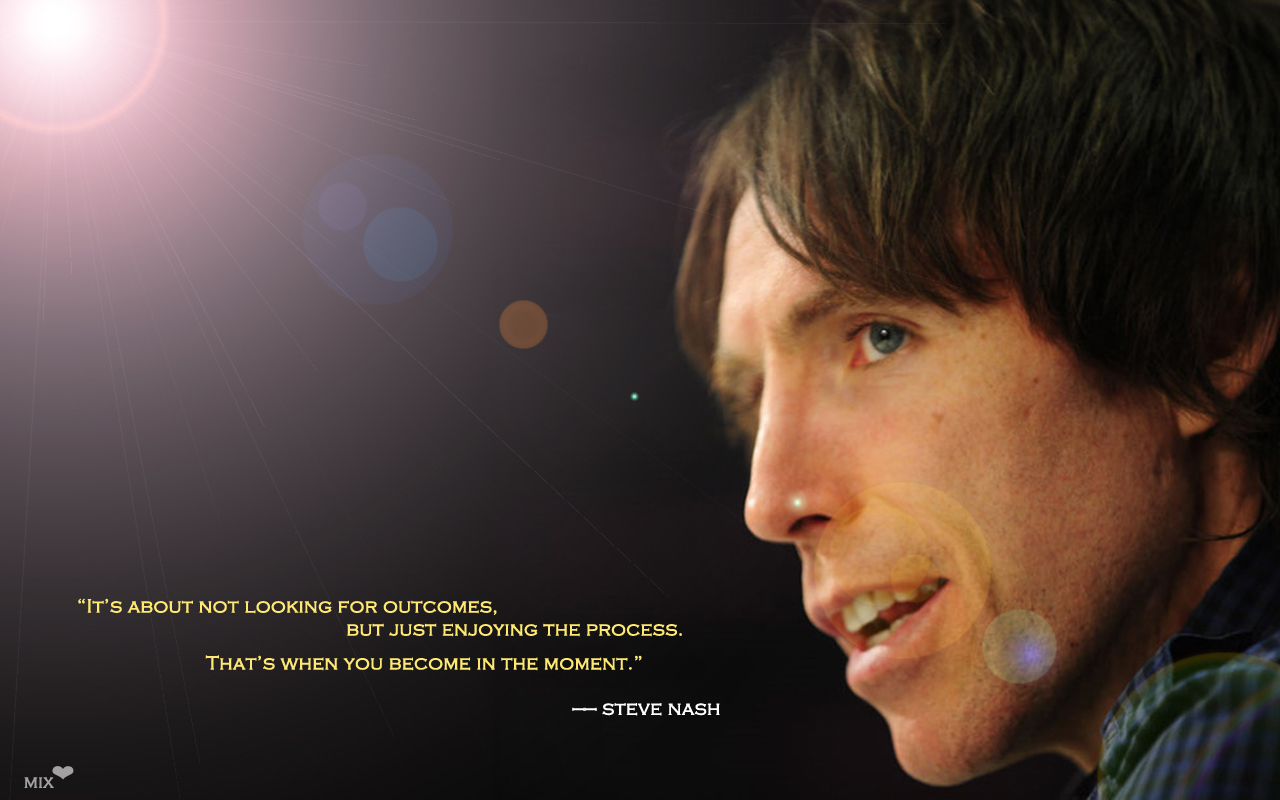 “It’s about not looking for outcomes,
but just enjoying the process.
That’s when you become in the moment.”
— Steve Nash
MIX❤